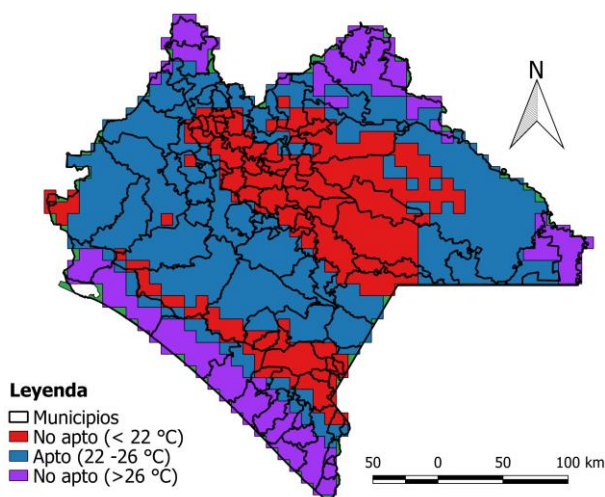 N
Leyenda
Municipios
No apto (< 22 °C)
Apto (22 -26 °C)
No apto (>26 °C)
50 0 50 100 km